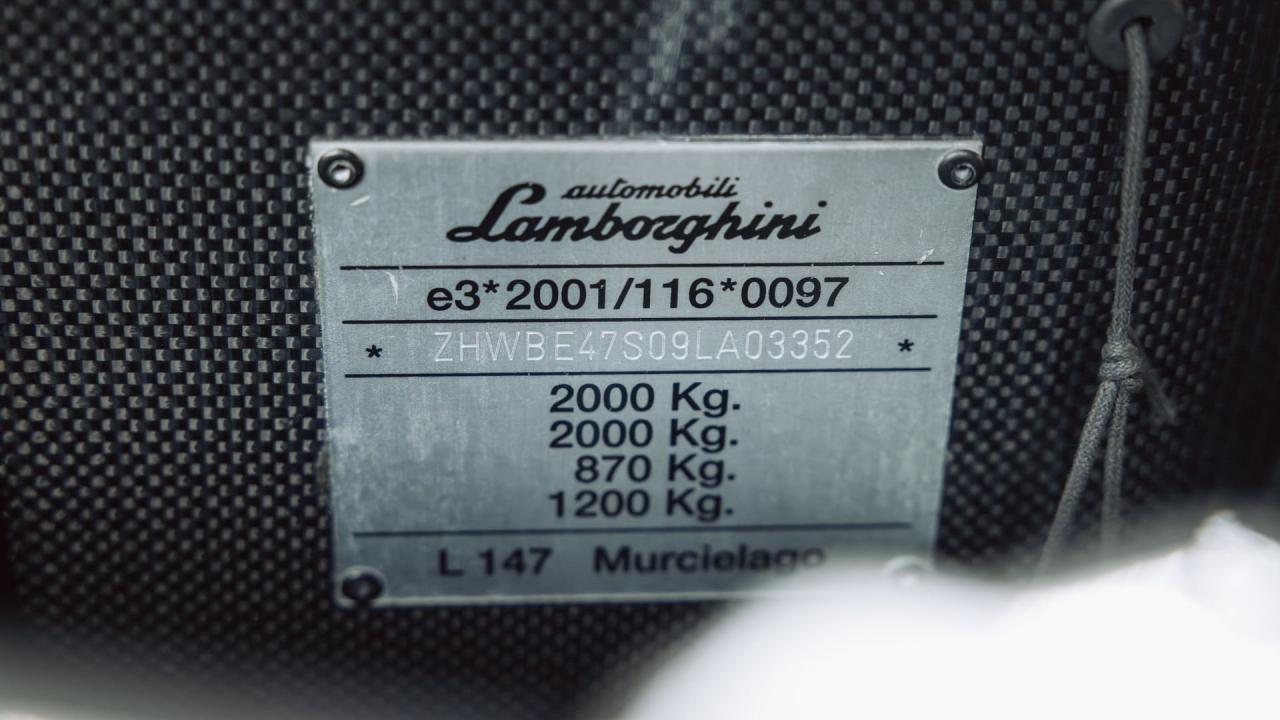 automobili
Lamborghini
e3*2001/116*0097
* ZHWBE47S09LA03352 *
2000 Kg.
2000 Kg.
870 Kg.
1200 Kg.
L 147 Murcielago